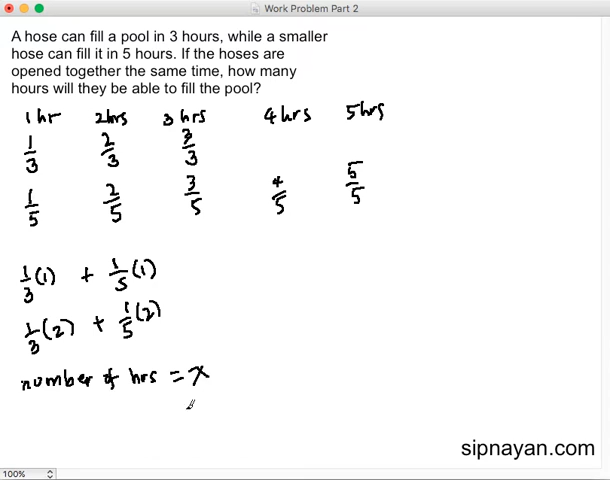 Work Problem Part 2
A hose can fill a pool in 3 hours, while a smaller
hose can fill it in 5 hours. If the hoses are
opened together the same time, how many
hours will they be able to fill the pool?
1 hr 2hrs 3 hrs 4 hrs 5 hrs
1/3 2/3 3/3
1/5 2/5 3/5 4/5 5/5
1/3 (1) + 1/5 (1)
1/3 (2) + 1/5 (2)
number of hrs = x
sipnayan.com
100%